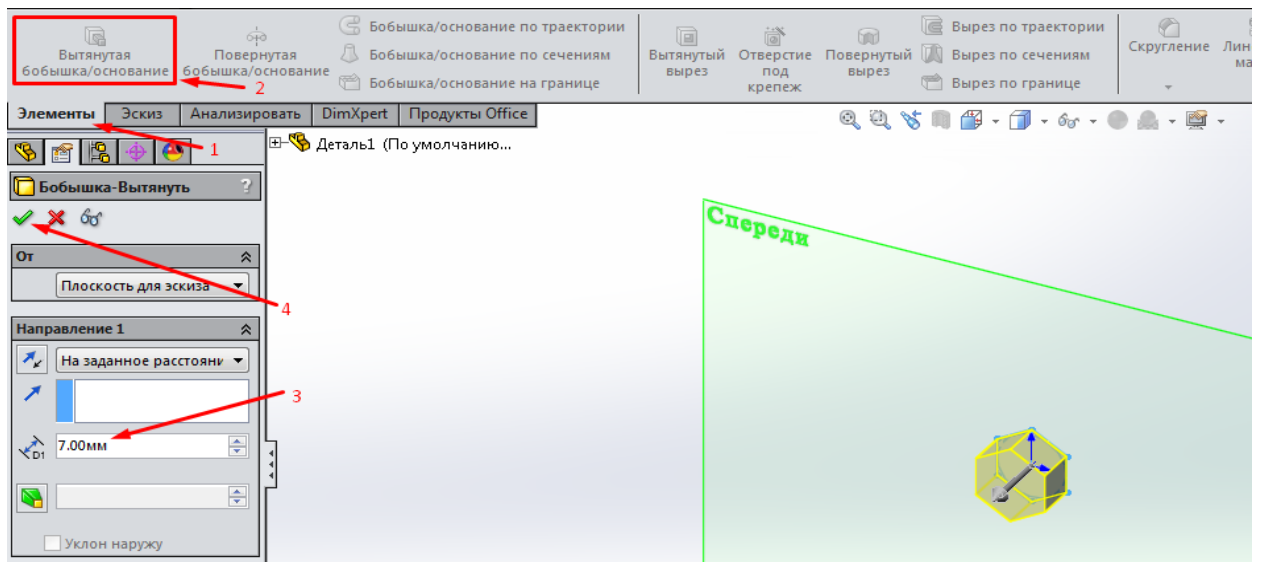 Вытянутая
бобышка/основание
2
Повернутая
бобышка/основание
Бобышка/основание по траектории
Бобышка/основание по сечениям
Бобышка/основание на границе
Вытянутый
вырез
Отверстие
под
крепеж
Повернутый
вырез
Вырез по траектории
Вырез по сечениям
Вырез по границе
Скругление
Лин
ма
Элементы
Эскиз
Анализировать
DimXpert
Продукты Office
1
Деталь1 (По умолчанию...
Бобышка-Вытянуть
?
От
Плоскость для эскиза
4
Направление 1
На заданное расстояни
3
D1
7.00мм
Уклон наружу
Спереди